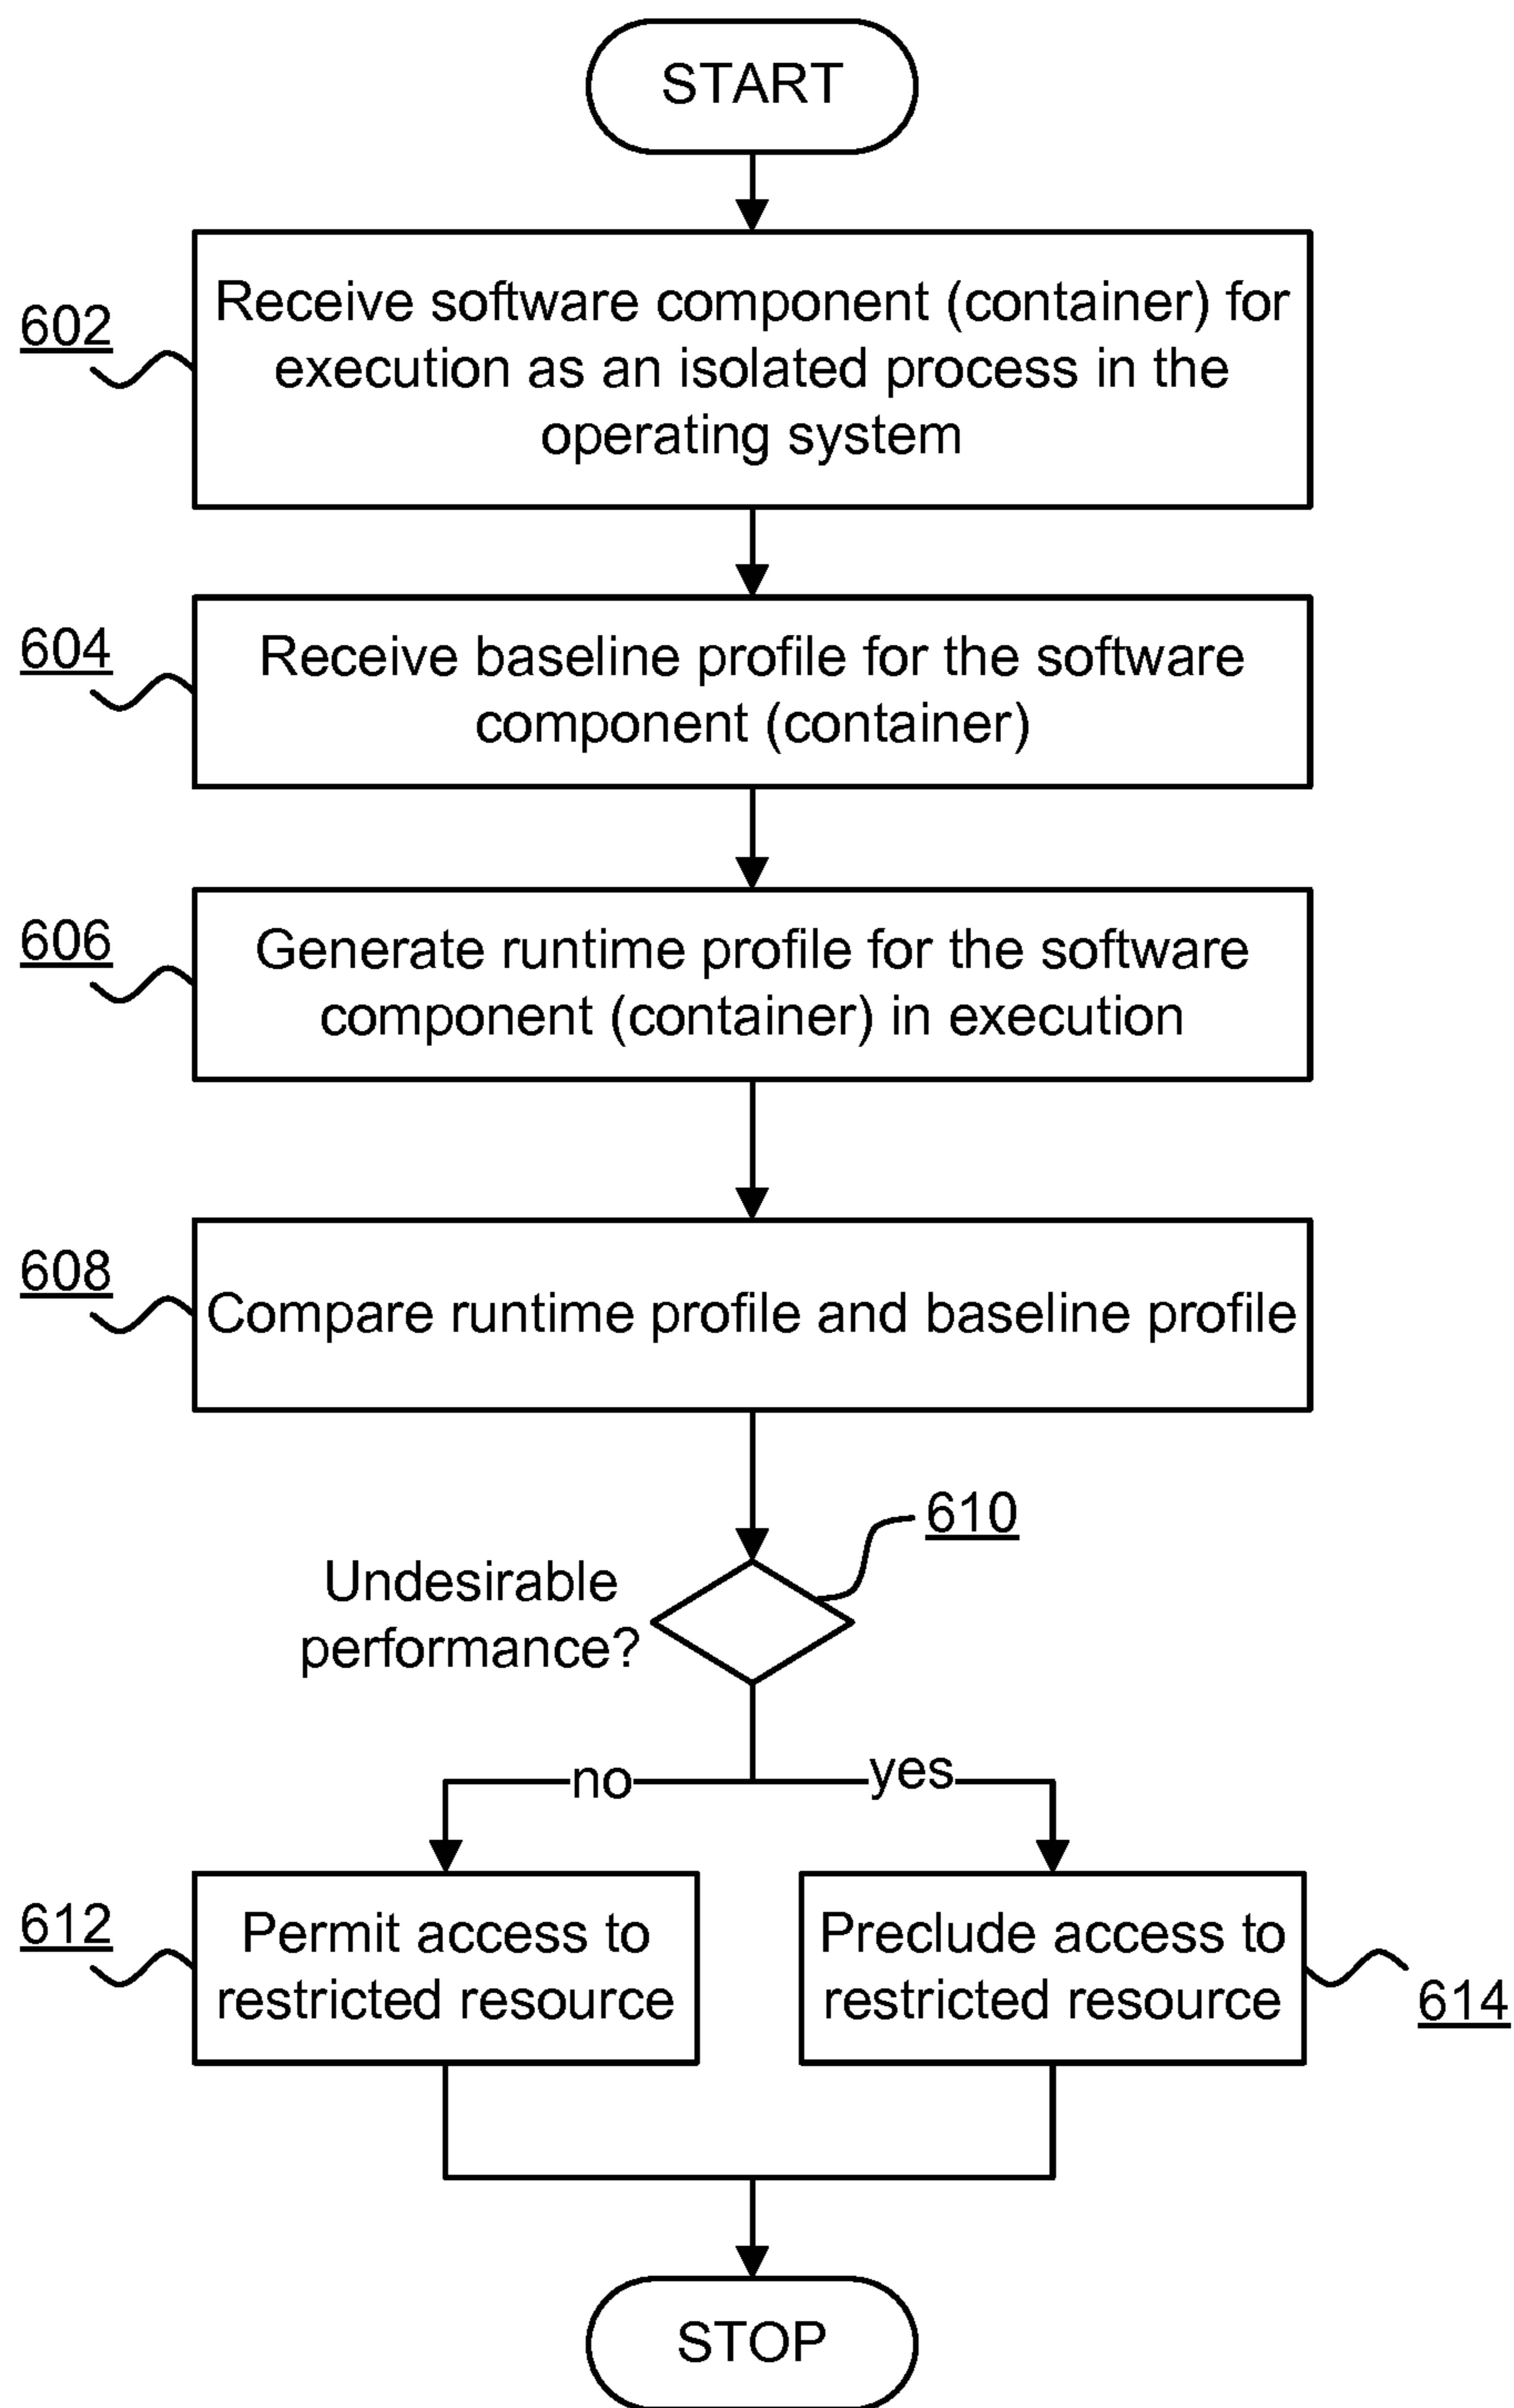 START
602
Receive software component (container) for
execution as an isolated process in the
operating system
604
Receive baseline profile for the software
component (container)
606
Generate runtime profile for the software
component (container) in execution
608
Compare runtime profile and baseline profile
610
Undesirable
performance?
no
yes
612
Permit access to
restricted resource
Preclude access to
restricted resource
614
STOP